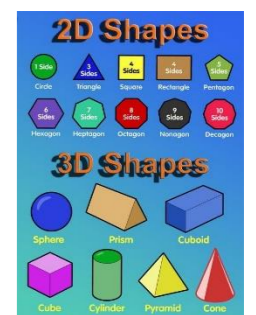 2D Shapes
1 Side
3 Sides
4 Sides
4 Sides
5 Sides
Circle Triangle Square Rectangle Pentagon
6 Sides
7 Sides
8 Sides
9 Sides
10 Sides
Hexagon Heptagon Octagon Nonagon Decagon
3D Shapes
Sphere Prism Cuboid
Cube Cylinder Pyramid Cone